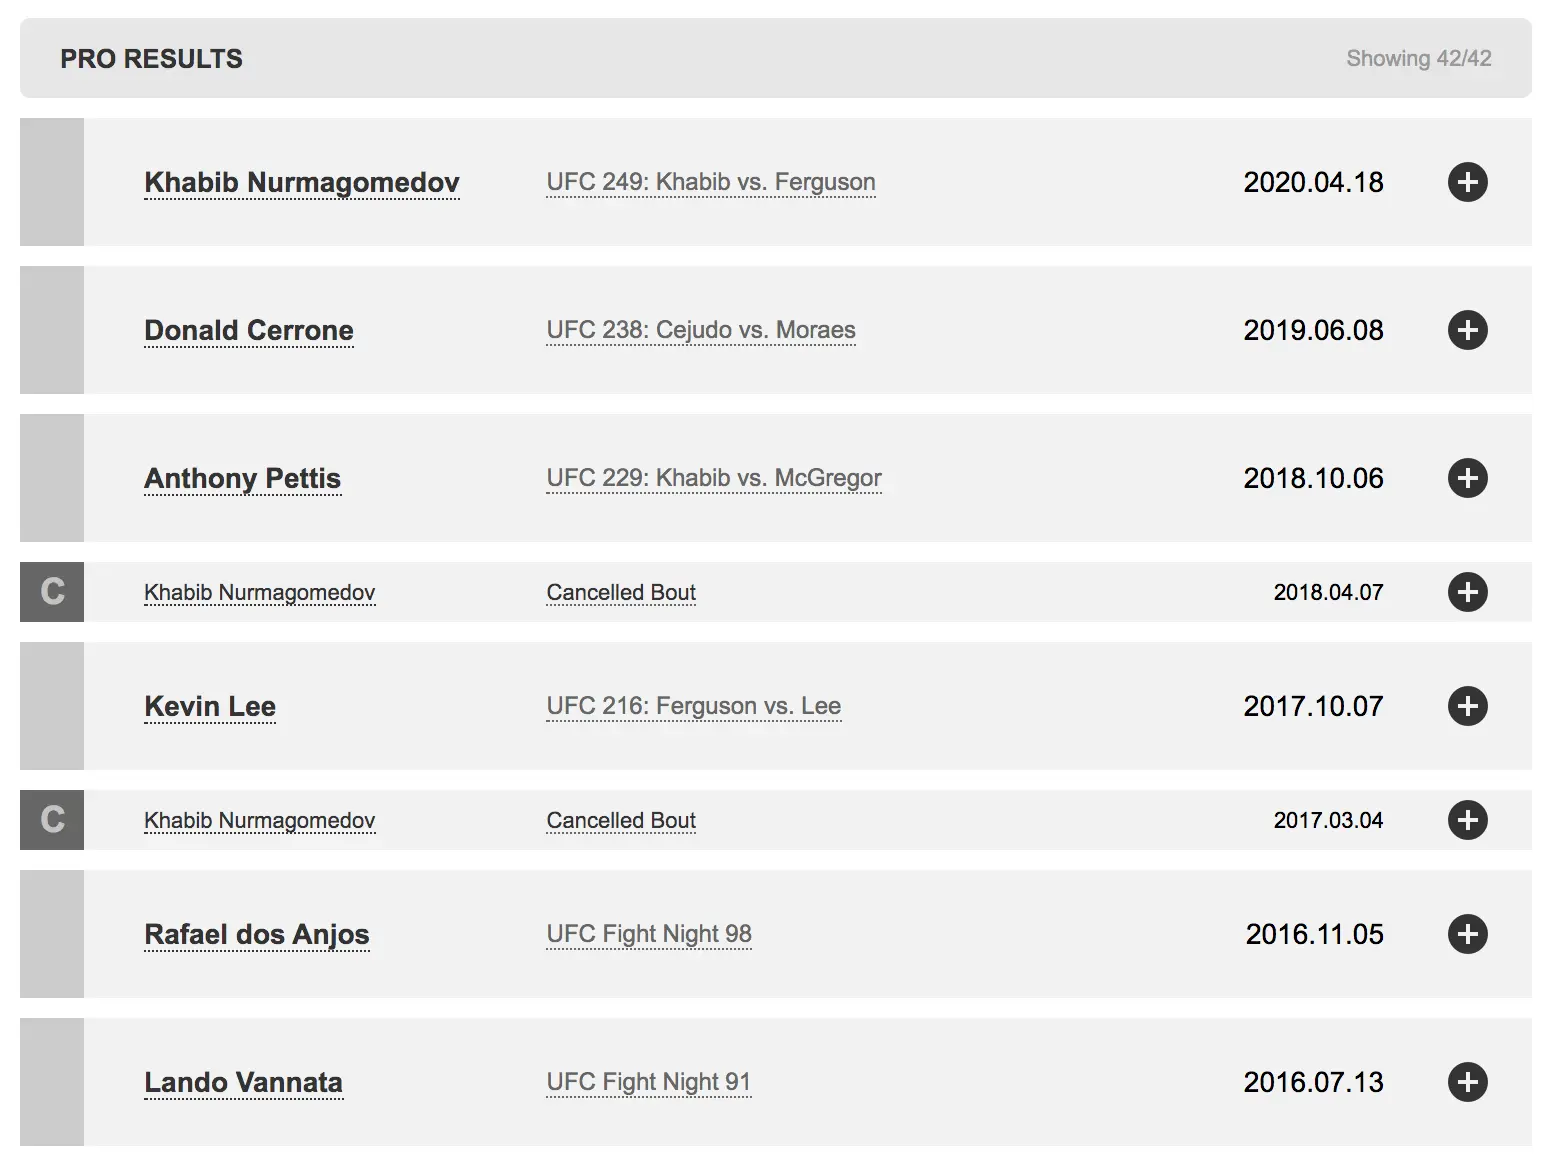 PRO RESULTS Showing 42/42
Khabib Nurmagomedov UFC 249: Khabib vs. Ferguson 2020.04.18
Donald Cerrone UFC 238: Cejudo vs. Moraes 2019.06.08
Anthony Pettis UFC 229: Khabib vs. McGregor 2018.10.06
C Khabib Nurmagomedov Cancelled Bout 2018.04.07
Kevin Lee UFC 216: Ferguson vs. Lee 2017.10.07
C Khabib Nurmagomedov Cancelled Bout 2017.03.04
Rafael dos Anjos UFC Fight Night 98 2016.11.05
Lando Vannata UFC Fight Night 91 2016.07.13